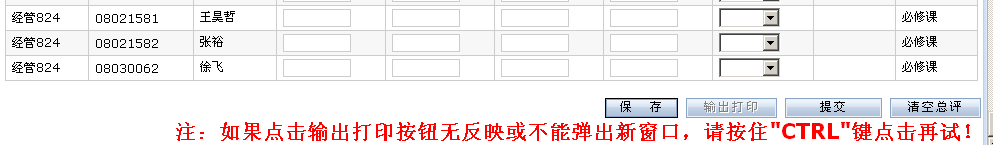 经管824 08021581 王昊哲 必修课
经管824 08021582 张裕 必修课
经管824 08030062 徐飞 必修课
保 存 输出打印 提交 清空总评
注：如果点击输出打印按钮无反映或不能弹出新窗口，请按住"CTRL"键点击再试！